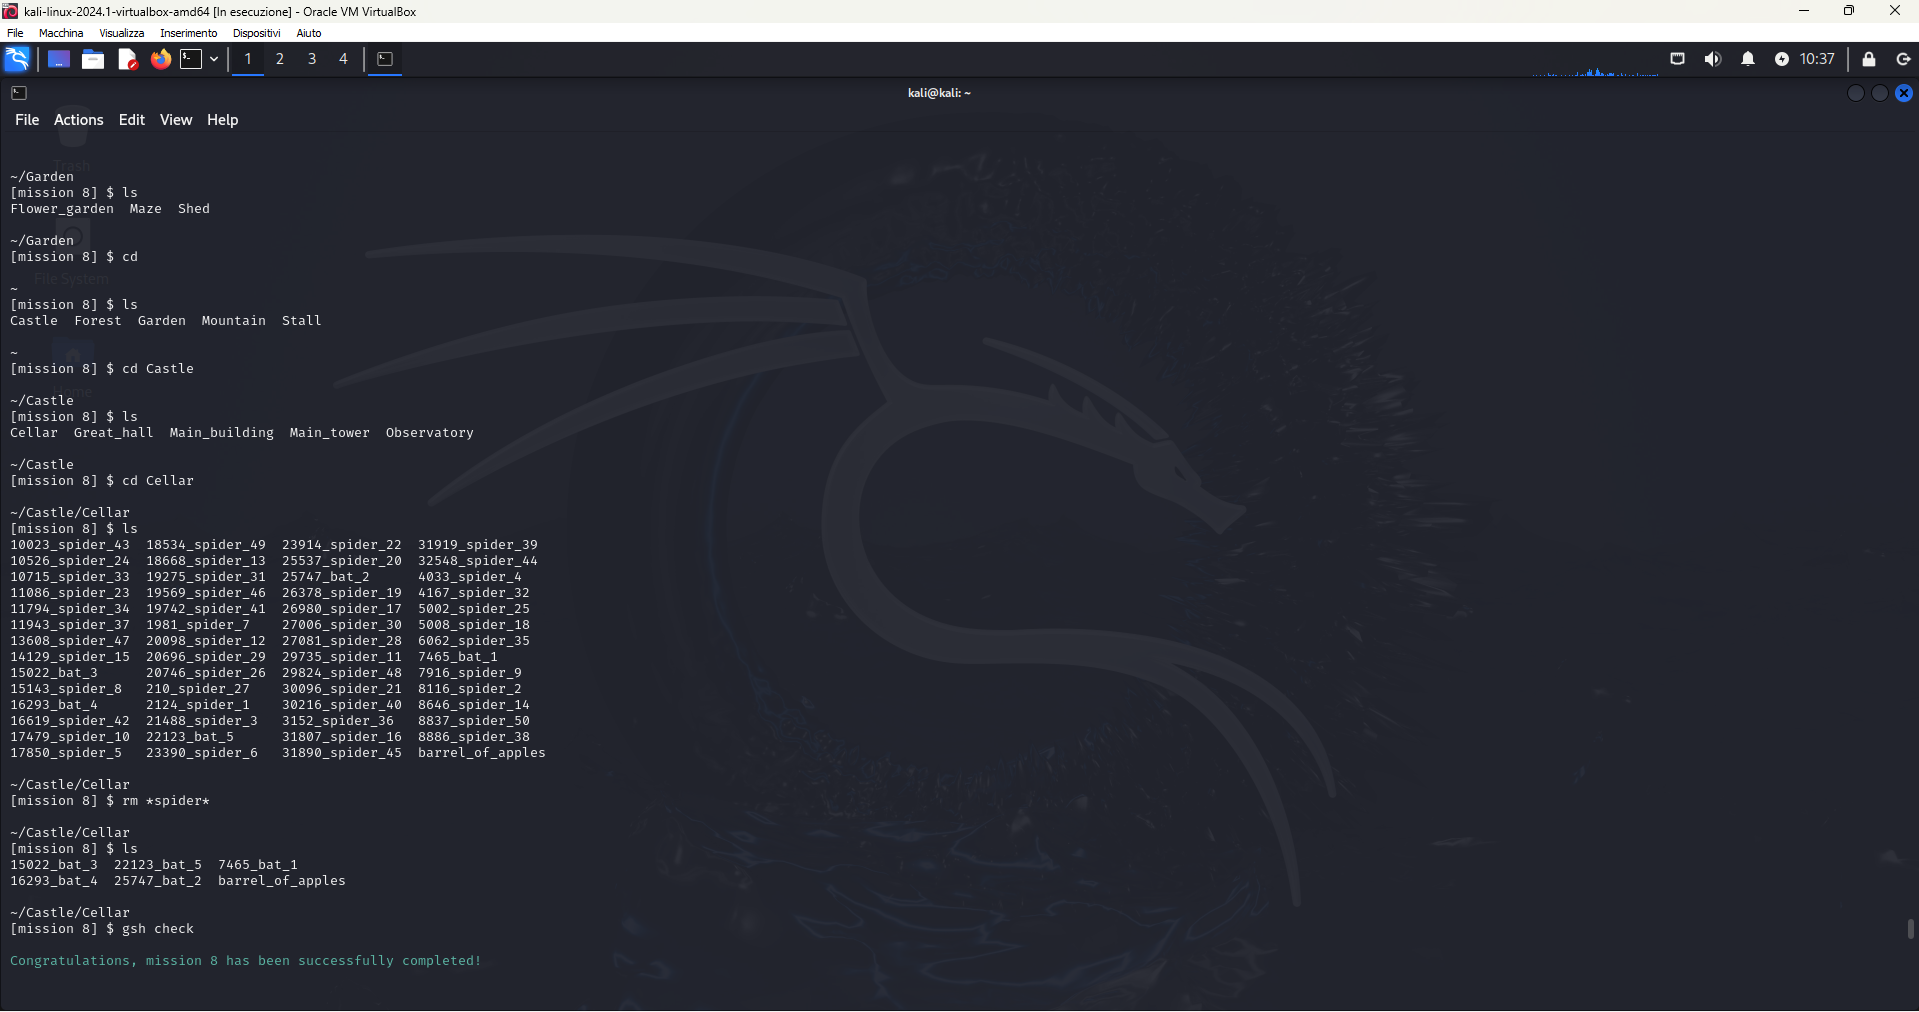 kali-linux-2024.1-virtualbox-amd64 [In esecuzione] - Oracle VM VirtualBox
File Macchina Visualizza Inserimento Dispositivi Aiuto
1 2 3 4 10:37
kali@kali: ~
File Actions Edit View Help
Trash
~/Garden
[mission 8] $ ls
Flower_garden  Maze  Shed
~/Garden
[mission 8] $ cd
File System
~
[mission 8] $ ls
Castle  Forest  Garden  Mountain  Stall
~
[mission 8] $ cd Castle
Home
~/Castle
[mission 8] $ ls
Cellar  Great_hall  Main_building  Main_tower  Observatory
~/Castle
[mission 8] $ cd Cellar
~/Castle/Cellar
[mission 8] $ ls
10023_spider_43  18534_spider_49  23914_spider_22  31919_spider_39
10526_spider_24  18668_spider_13  25537_spider_20  32548_spider_44
10715_spider_33  19275_spider_31  25747_bat_2      4033_spider_4
11086_spider_23  19569_spider_46  26378_spider_19  4167_spider_32
11794_spider_34  19742_spider_41  26980_spider_17  5002_spider_25
11943_spider_37  1981_spider_7    27006_spider_30  5008_spider_18
13608_spider_47  20098_spider_12  27081_spider_28  6062_spider_35
14129_spider_15  20696_spider_29  29735_spider_11  7465_bat_1
15022_bat_3      20746_spider_26  29824_spider_48  7916_spider_9
15143_spider_8   210_spider_27    30096_spider_21  8116_spider_2
16293_bat_4      2124_spider_1    30216_spider_40  8646_spider_14
16619_spider_42  21488_spider_3   3152_spider_36   8837_spider_50
17479_spider_10  22123_bat_5      31807_spider_16  8886_spider_38
17850_spider_5   23390_spider_6   31890_spider_45  barrel_of_apples
~/Castle/Cellar
[mission 8] $ rm *spider*
~/Castle/Cellar
[mission 8] $ ls
15022_bat_3  22123_bat_5  7465_bat_1
16293_bat_4  25747_bat_2  barrel_of_apples
~/Castle/Cellar
[mission 8] $ gsh check
Congratulations, mission 8 has been successfully completed!